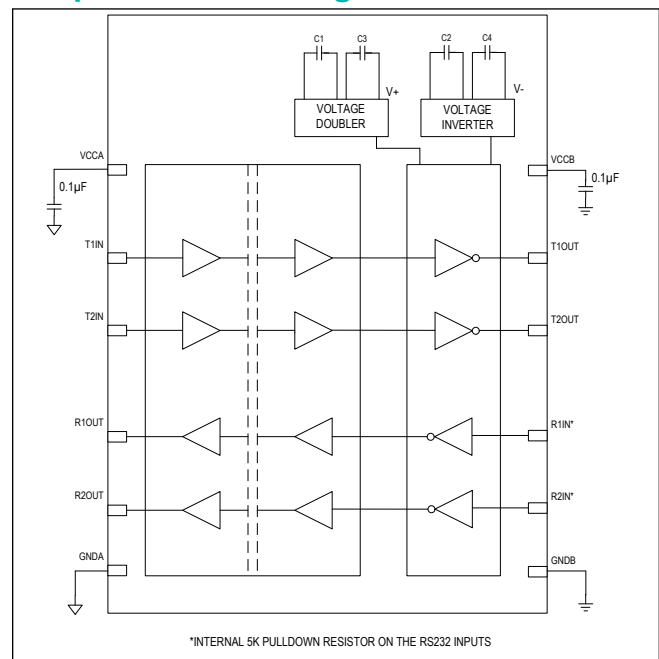 C1
C3
C2
C4
V+
V-
VOLTAGE
DOUBLER
VOLTAGE
INVERTER
VCCA
VCCB
0.1µF
0.1µF
T1IN
T1OUT
T2IN
T2OUT
R1OUT
R1IN*
R2OUT
R2IN*
GNDA
GNDB
*INTERNAL 5K PULLDOWN RESISTOR ON THE RS232 INPUTS